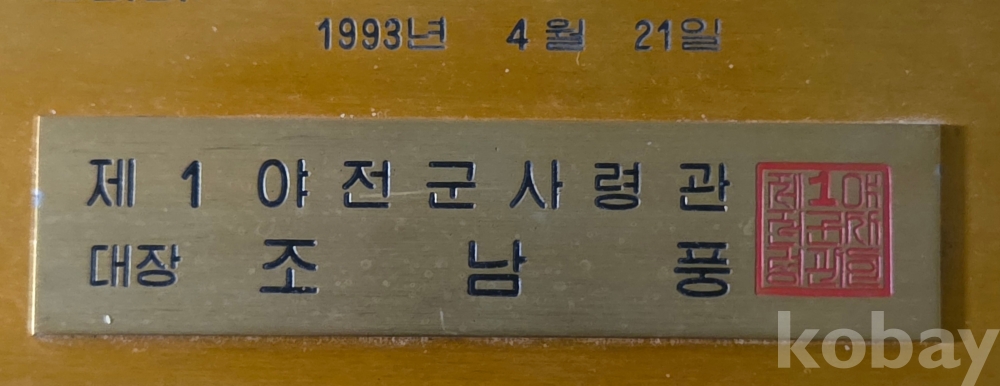 1993년 4월 21일
제 1 야전군사령관
대장 조남풍
kobay